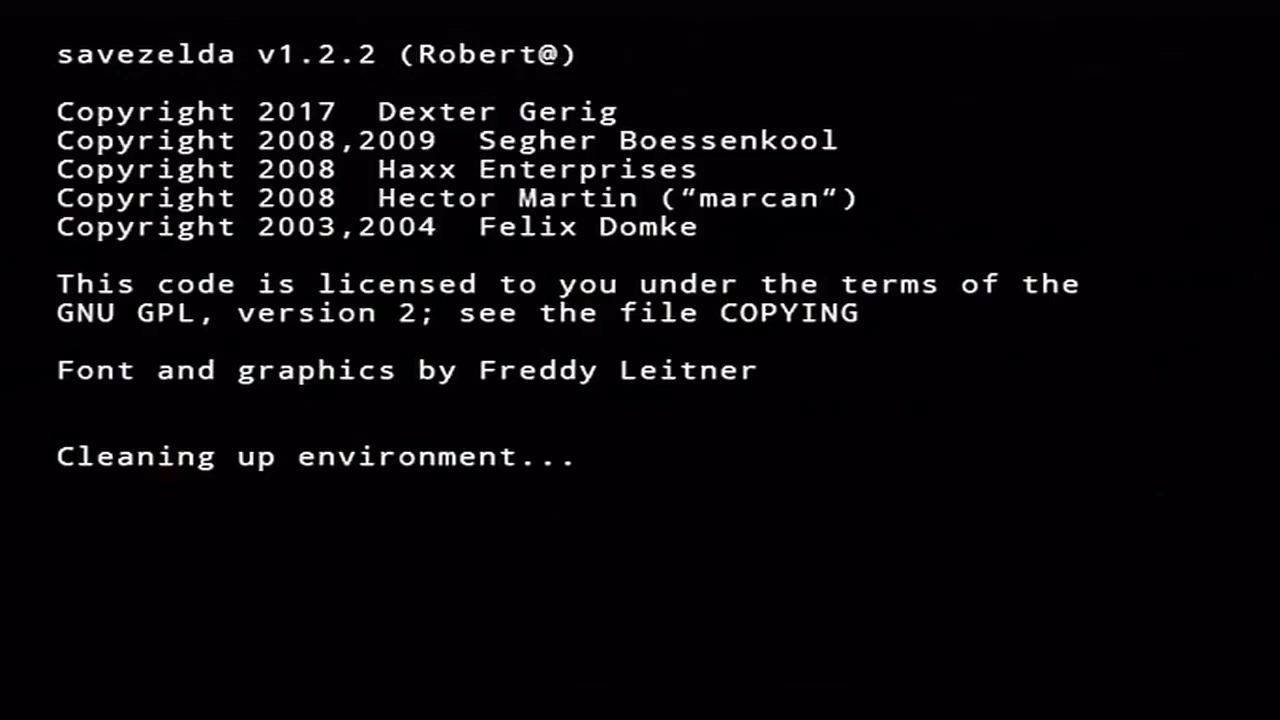 savezelda v1.2.2 (Robert@)
Copyright 2017  Dexter Gerig
Copyright 2008,2009  Segher Boessenkool
Copyright 2008  Haxx Enterprises
Copyright 2008  Hector Martin ("marcan")
Copyright 2003,2004  Felix Domke
This code is licensed to you under the terms of the
GNU GPL, version 2; see the file COPYING
Font and graphics by Freddy Leitner
Cleaning up environment...